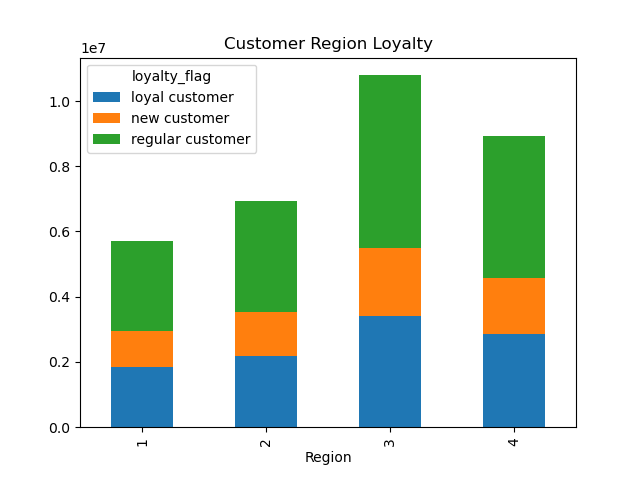 Customer Region Loyalty
1e7
loyalty_flag
loyal customer
new customer
regular customer
1.0
0.8
0.6
0.4
0.2
0.0
1
2
3
4
Region